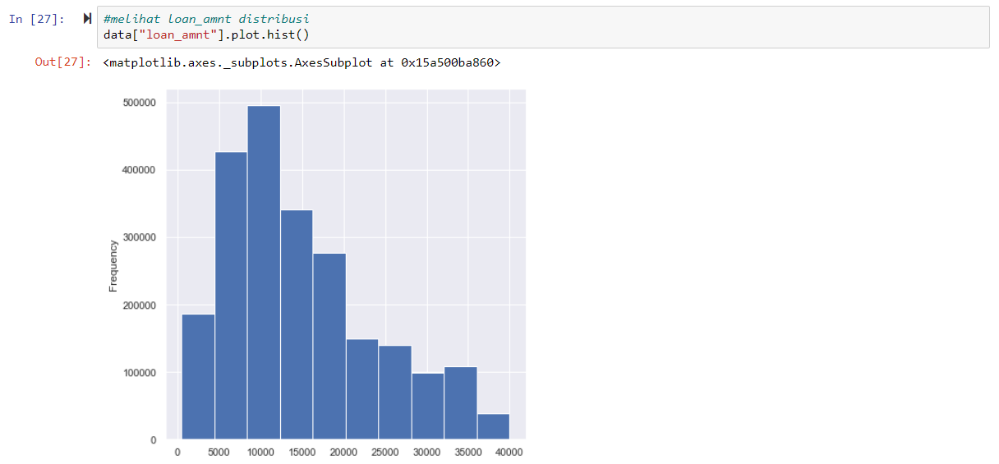 In [27]:
#melihat loan_amnt distribusi
data["loan_amnt"].plot.hist()
Out[27]:
<matplotlib.axes._subplots.AxesSubplot at 0x15a500ba860>
500000
400000
300000
200000
100000
0
Frequency
0 5000 10000 15000 20000 25000 30000 35000 40000